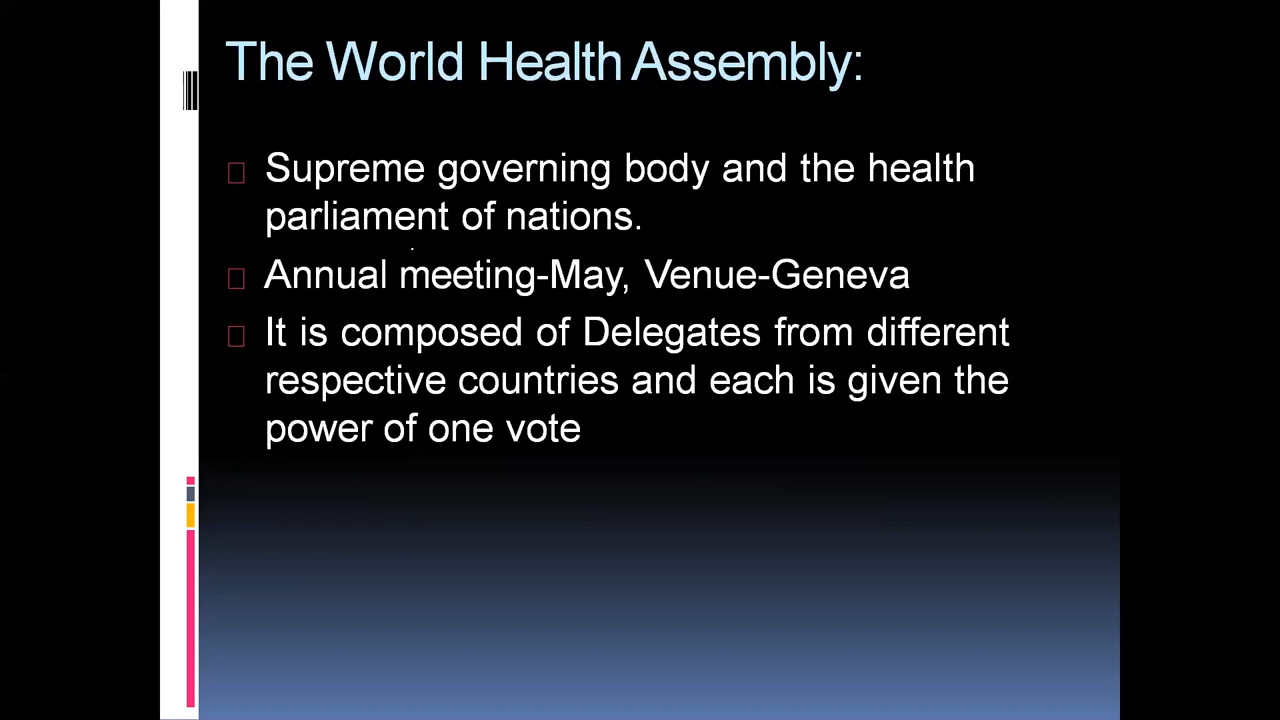 The World Health Assembly:
Supreme governing body and the health
parliament of nations.
Annual meeting-May, Venue-Geneva
It is composed of Delegates from different
respective countries and each is given the
power of one vote